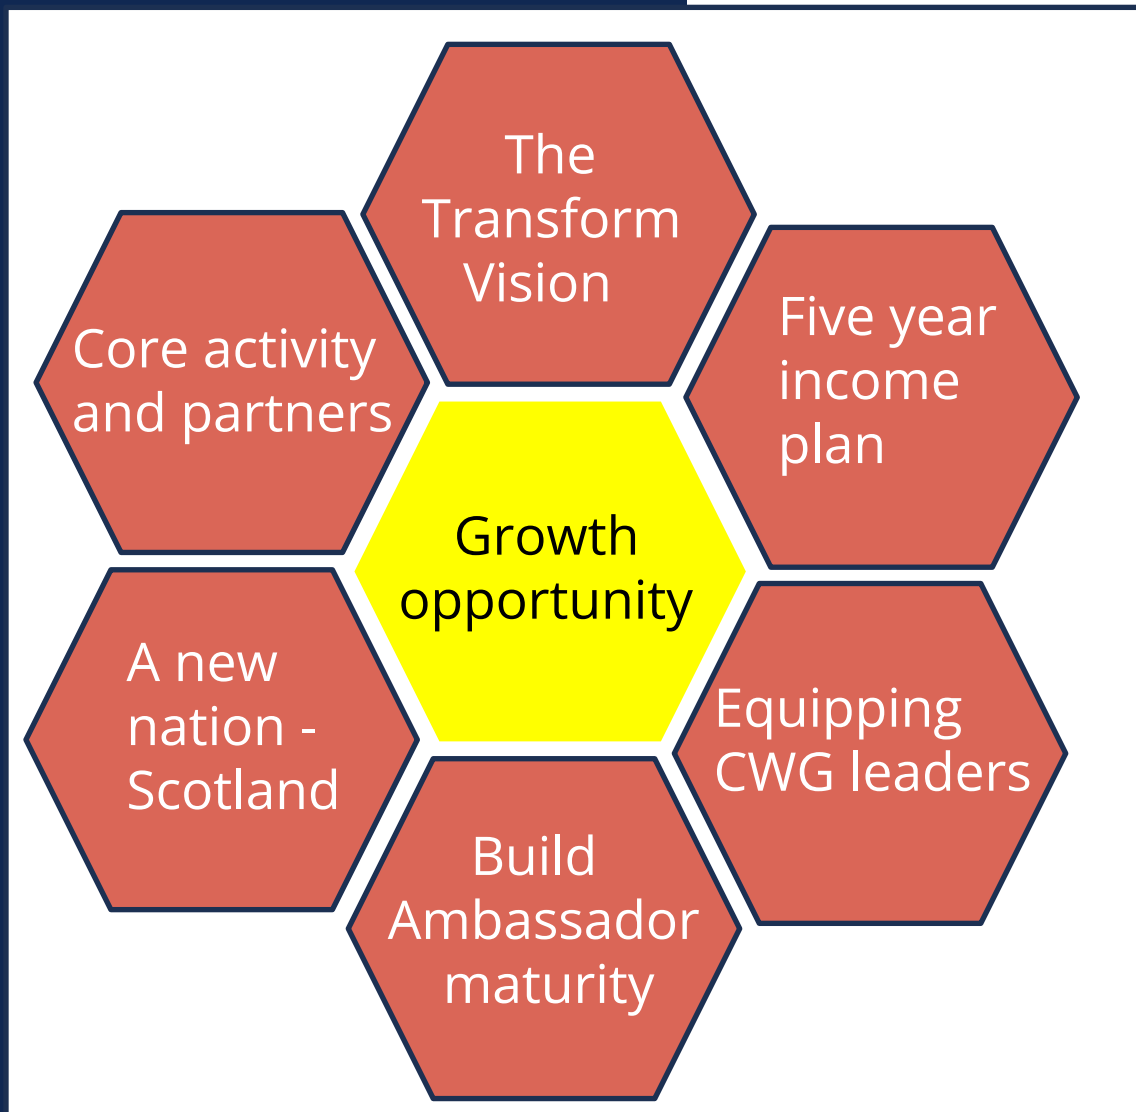 The
Transform
Vision
Five year
income
plan
Core activity
and partners
Growth
opportunity
A new
nation -
Scotland
Equipping
CWG leaders
Build
Ambassador
maturity